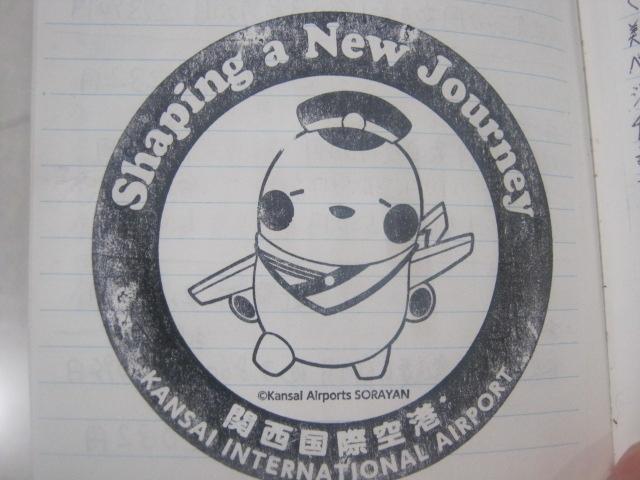 Shaping a New Journey
©Kansai Airports SORAYAN
関西国際空港
KANSAI INTERNATIONAL AIRPORT